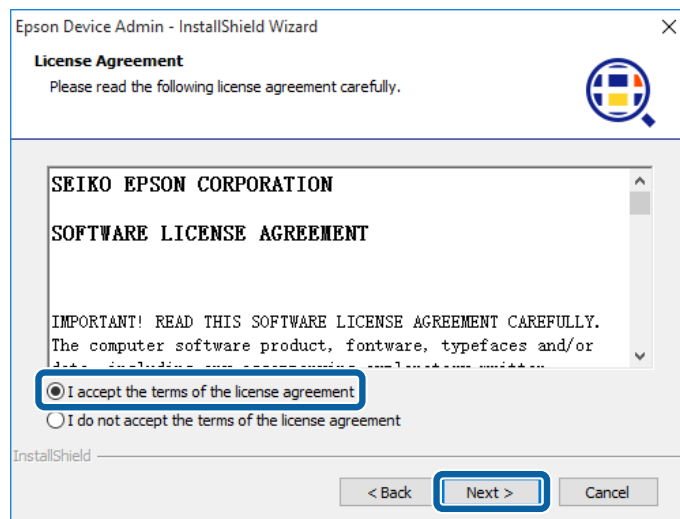 Epson Device Admin - InstallShield Wizard
License Agreement
Please read the following license agreement carefully.
SEIKO EPSON CORPORATION
SOFTWARE LICENSE AGREEMENT
IMPORTANT! READ THIS SOFTWARE LICENSE AGREEMENT CAREFULLY.
The computer software product, fontware, typefaces and/or
I accept the terms of the license agreement
I do not accept the terms of the license agreement
InstallShield
< Back Next > Cancel